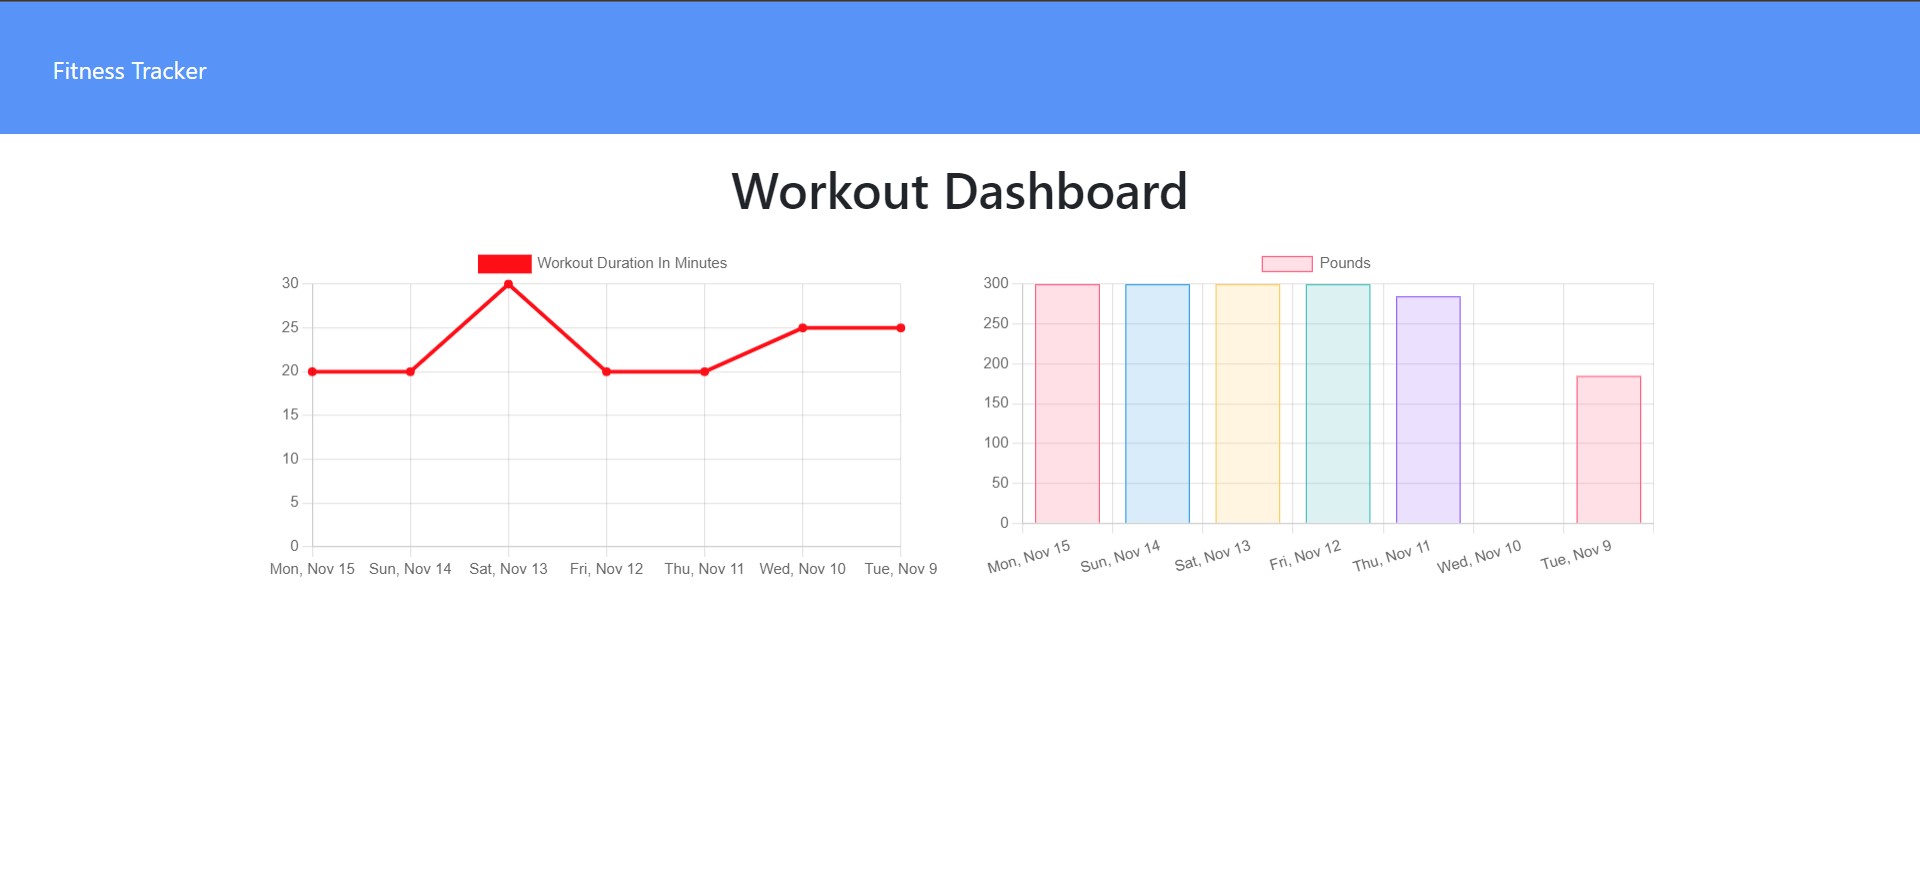 Fitness Tracker
Workout Dashboard
Workout Duration In Minutes
30
25
20
15
10
5
0
Mon, Nov 15 Sun, Nov 14 Sat, Nov 13 Fri, Nov 12 Thu, Nov 11 Wed, Nov 10 Tue, Nov 9
Pounds
300
250
200
150
100
50
0
Mon, Nov 15 Sun, Nov 14 Sat, Nov 13 Fri, Nov 12 Thu, Nov 11 Wed, Nov 10 Tue, Nov 9